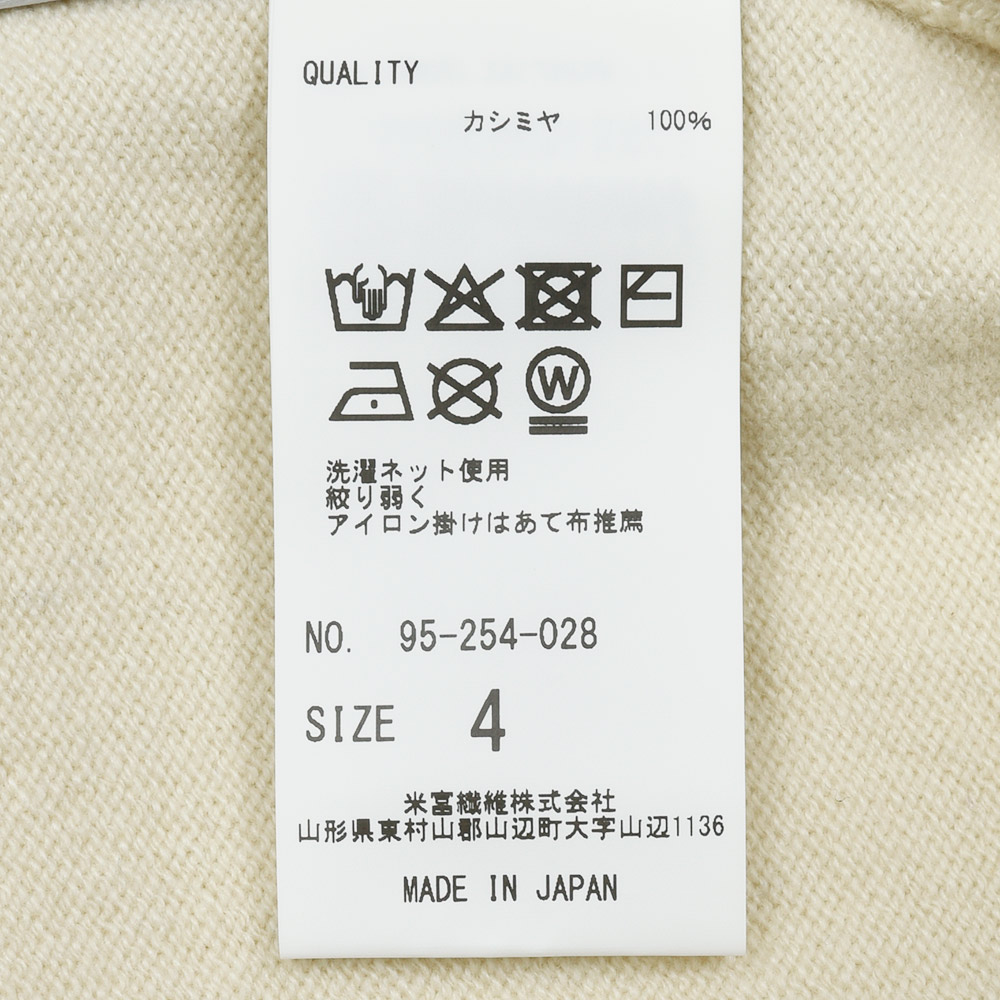 QUALITY
カシミヤ 100%
W
洗濯ネット使用
絞り弱く
アイロン掛けはあて布推薦
NO. 95-254-028
SIZE 4
米富繊維株式会社
山形県東村山郡山辺町大字山辺1136
MADE IN JAPAN